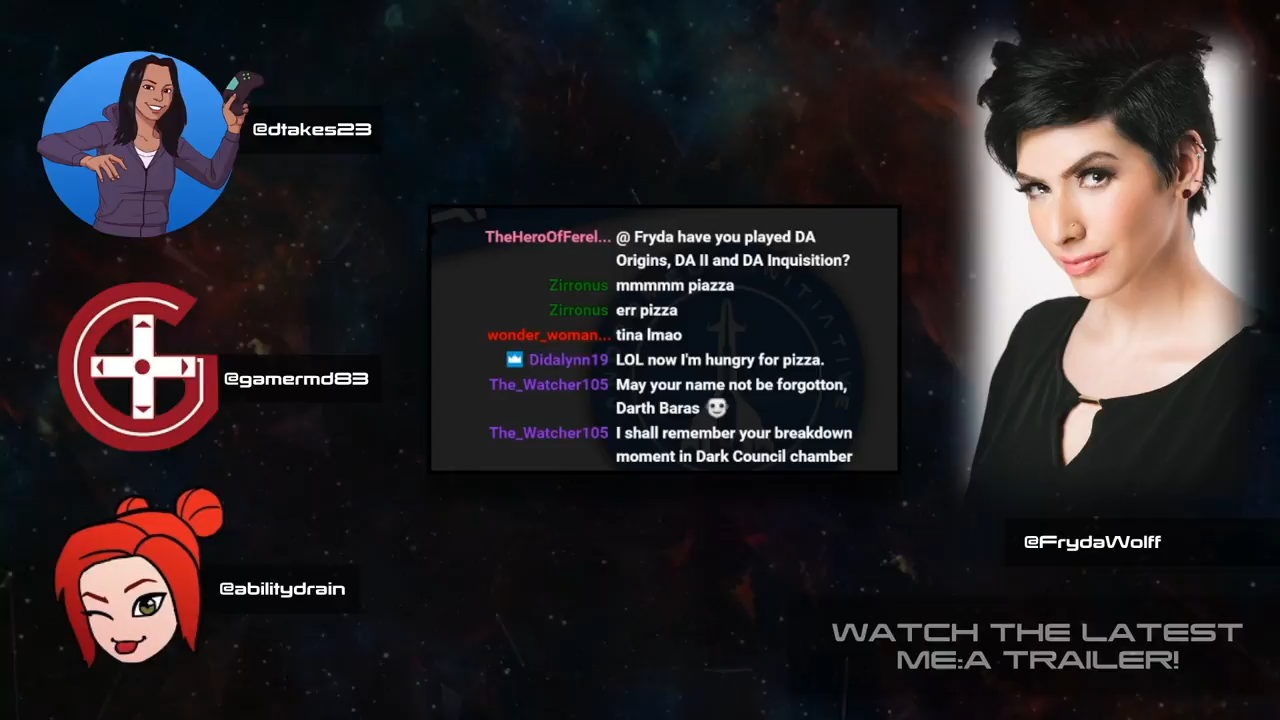 @dtakes23
@gamermd83
@abilitydrain
TheHeroOfFerel... @ Fryda have you played DA
Origins, DA II and DA Inquisition?
Zirronus mmmmm piazza
Zirronus err pizza
wonder_woman... tina lmao
Didalynn19 LOL now I'm hungry for pizza.
The_Watcher105 May your name not be forgotton,
Darth Baras
The_Watcher105 I shall remember your breakdown
moment in Dark Council chamber
@FrydaWolff
WATCH THE LATEST
ME:A TRAILER!